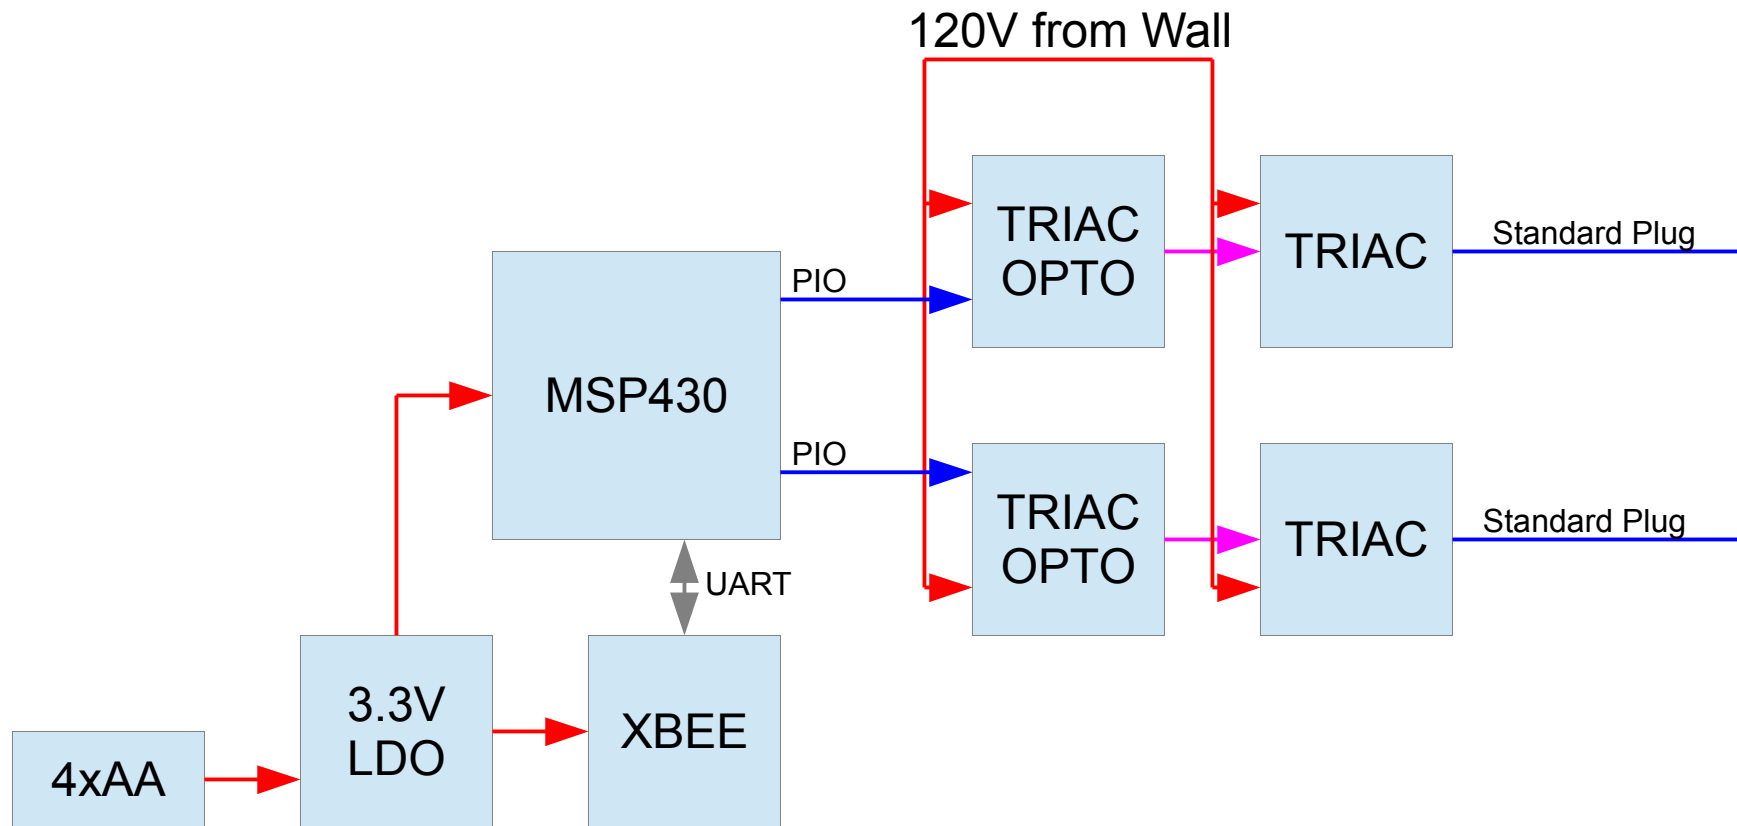 120V from Wall
TRIAC
OPTO
TRIAC
Standard Plug
PIO
MSP430
PIO
TRIAC
OPTO
TRIAC
Standard Plug
UART
3.3V
LDO
XBEE
4xAA